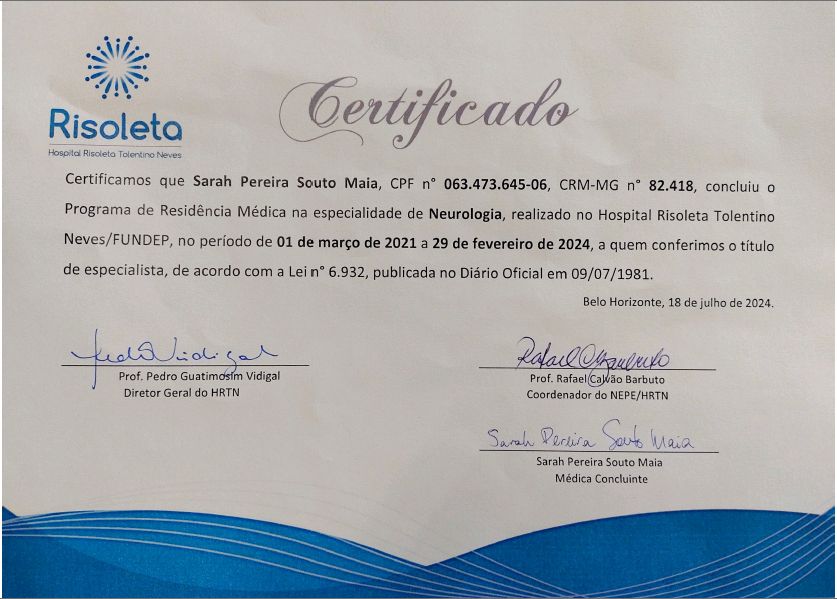 Risoleta
Hospital Risoleta Tolentino Neves
Certificado
Certificamos que Sarah Pereira Souto Maia, CPF n° 063.473.645-06, CRM-MG n° 82.418, concluiu o
Programa de Residência Médica na especialidade de Neurologia, realizado no Hospital Risoleta Tolentino
Neves/FUNDEP, no período de 01 de março de 2021 a 29 de fevereiro de 2024, a quem conferimos o título
de especialista, de acordo com a Lei n° 6.932, publicada no Diário Oficial em 09/07/1981.
Belo Horizonte, 18 de julho de 2024.
Prof. Pedro Guatimosim Vidigal
Diretor Geral do HRTN
Prof. Rafael Calvão Barbuto
Coordenador do NEPE/HRTN
Sarah Pereira Souto Maia
Sarah Pereira Souto Maia
Médica Concluinte